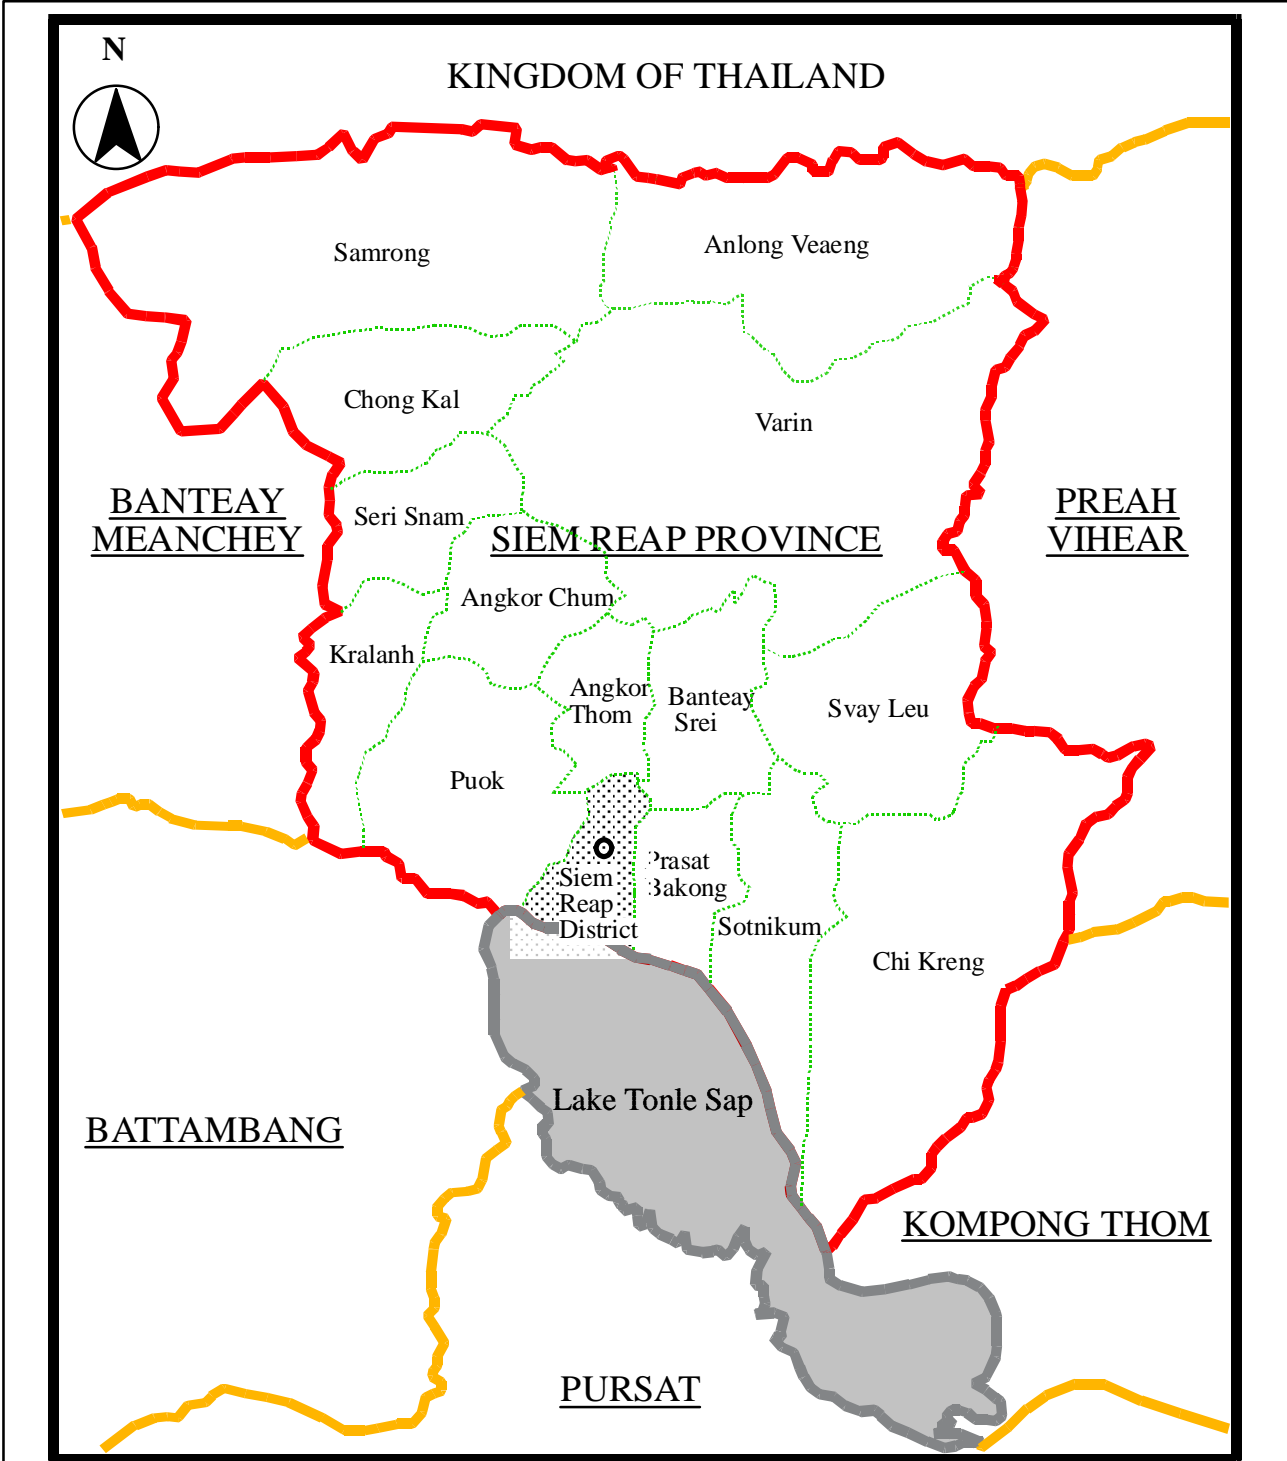 N
KINGDOM OF THAILAND
Samrong
Anlong Veaeng
Chong Kal
Varin
BANTEAY
MEANCHEY
Seri Snam
SIEM REAP PROVINCE
PREAH
VIHEAR
Angkor Chum
Kralanh
Angkor
Thom
Banteay
Srei
Svay Leu
Puok
Prasat
Bakong
Siem
Reap
District
Sotnikum
Chi Kreng
Lake Tonle Sap
BATTAMBANG
KOMPONG THOM
PURSAT